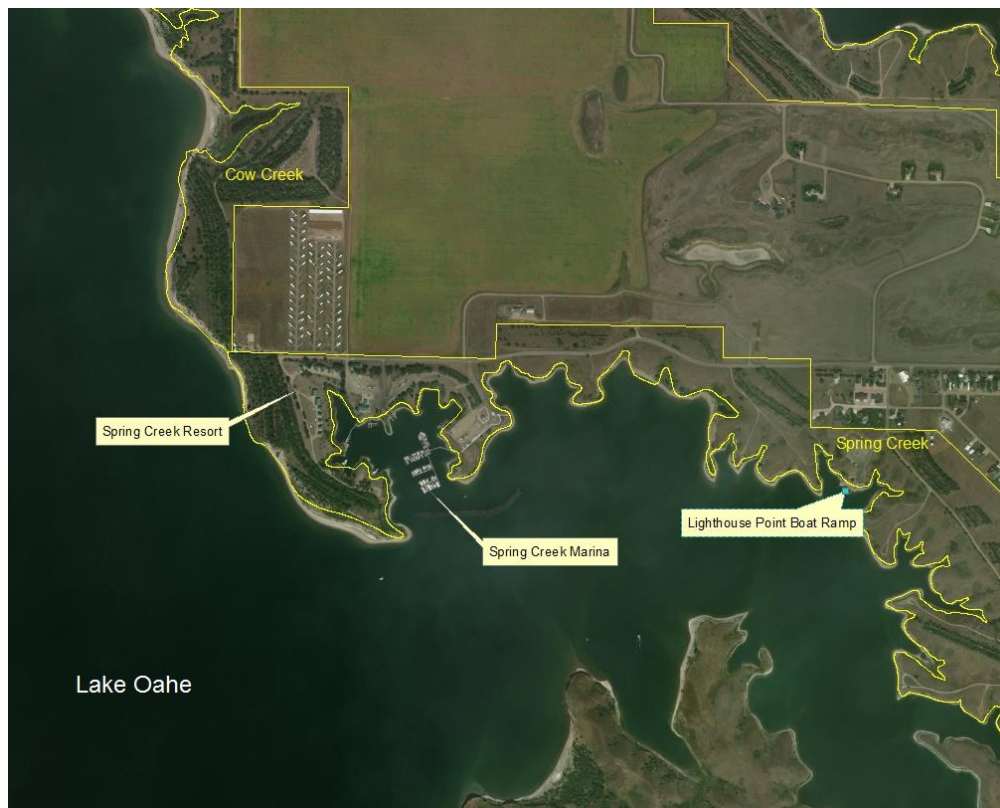 Cow Creek
Spring Creek Resort
Spring Creek
Lighthouse Point Boat Ramp
Spring Creek Marina
Lake Oahe